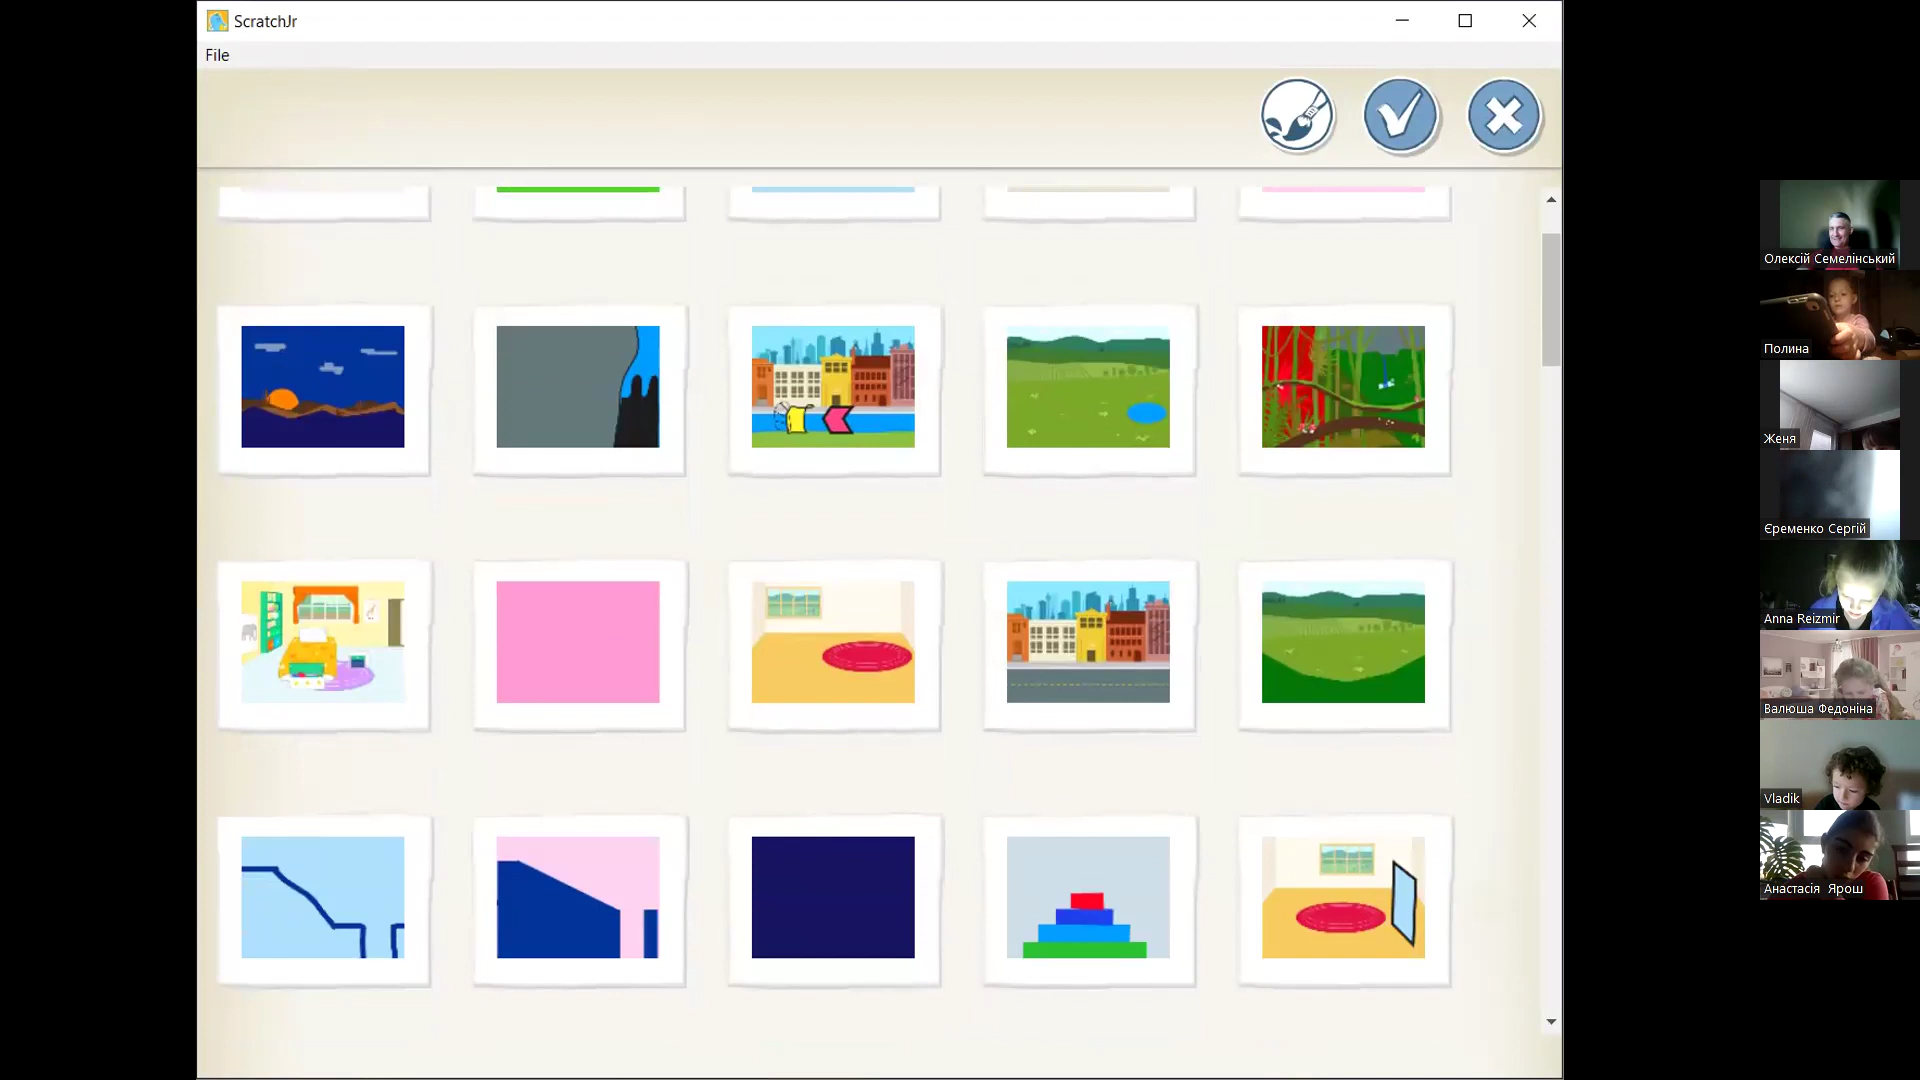 ScratchJr
File
Олексій Семелінський
Полина
Женя
Єременко Сергій
Anna Reizmir
Валюша Федоніна
Vladik
Анастасія Ярош